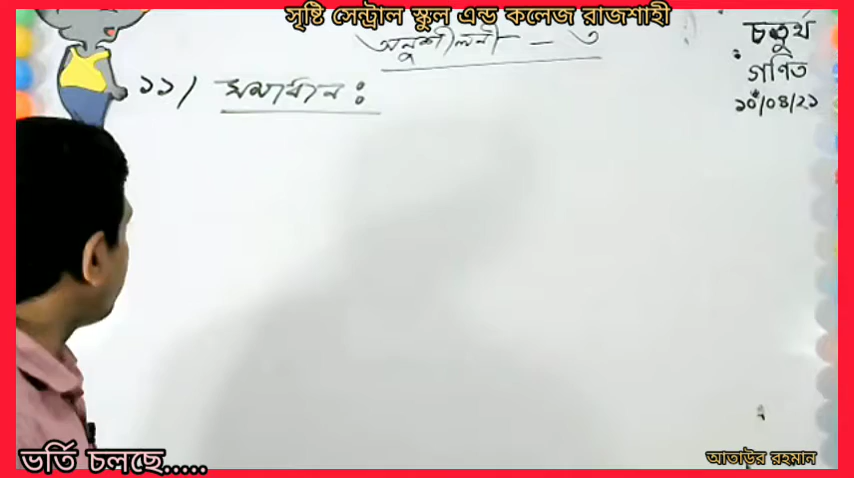 সৃষ্টি সেন্ট্রাল স্কুল এন্ড কলেজ রাজশাহী
অনুশীলনী - ৩
চতুর্থ
গণিত
১০/০৪/২১
১১/ সমাধান :
ভর্তি চলছে.....
আতাউর রহমান